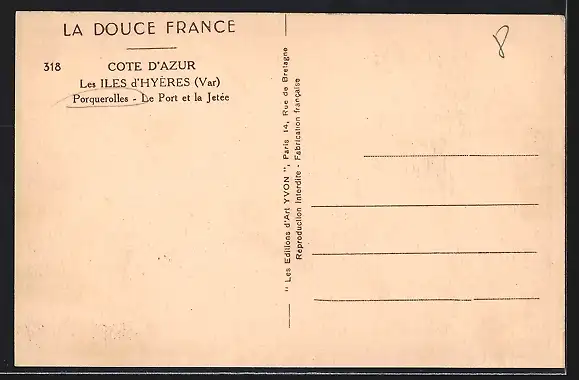 LA DOUCE FRANCE
318 COTE D'AZUR
Les ILES d'HYÈRES (Var)
Porquerolles - Le Port et la Jetée
" Les Editions d'Art YVON ", Paris 14, Rue de Bretagne
Reproduction Interdite - Fabrication française
8